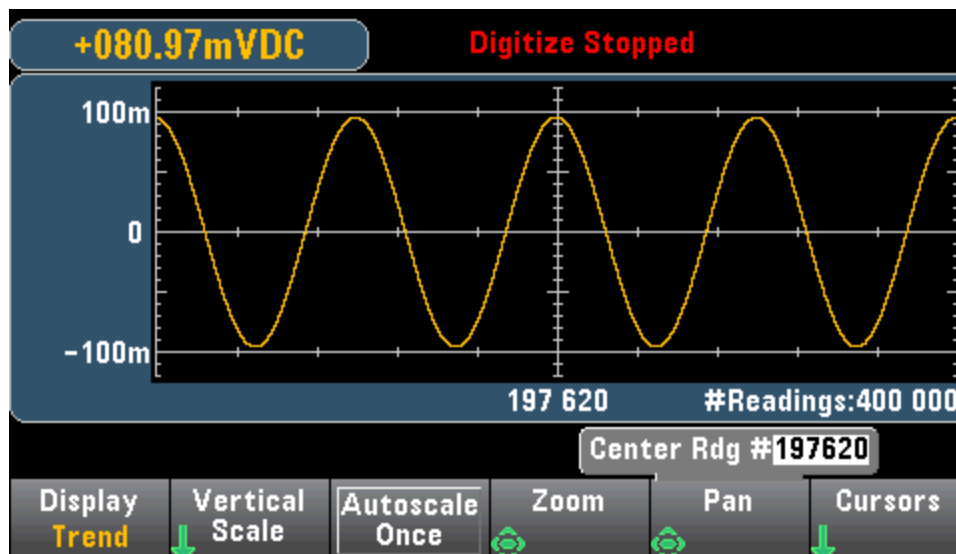 +080.97mVDC
Digitize Stopped
100m
0
-100m
197 620
#Readings:400 000
Center Rdg #197620
Display
Trend
Vertical
Scale
Autoscale
Once
Zoom
Pan
Cursors